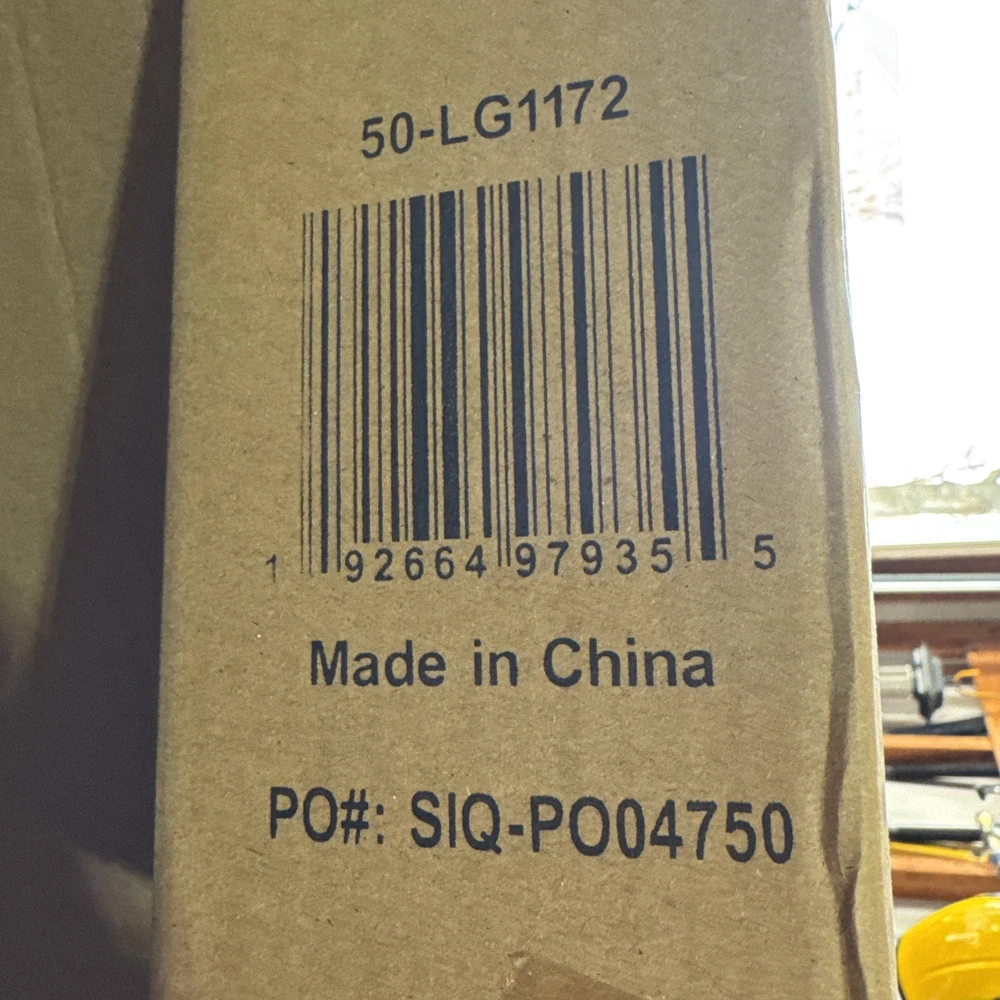 50-LG1172
1 92664 97935 5
Made in China
PO#: SIQ-PO04750